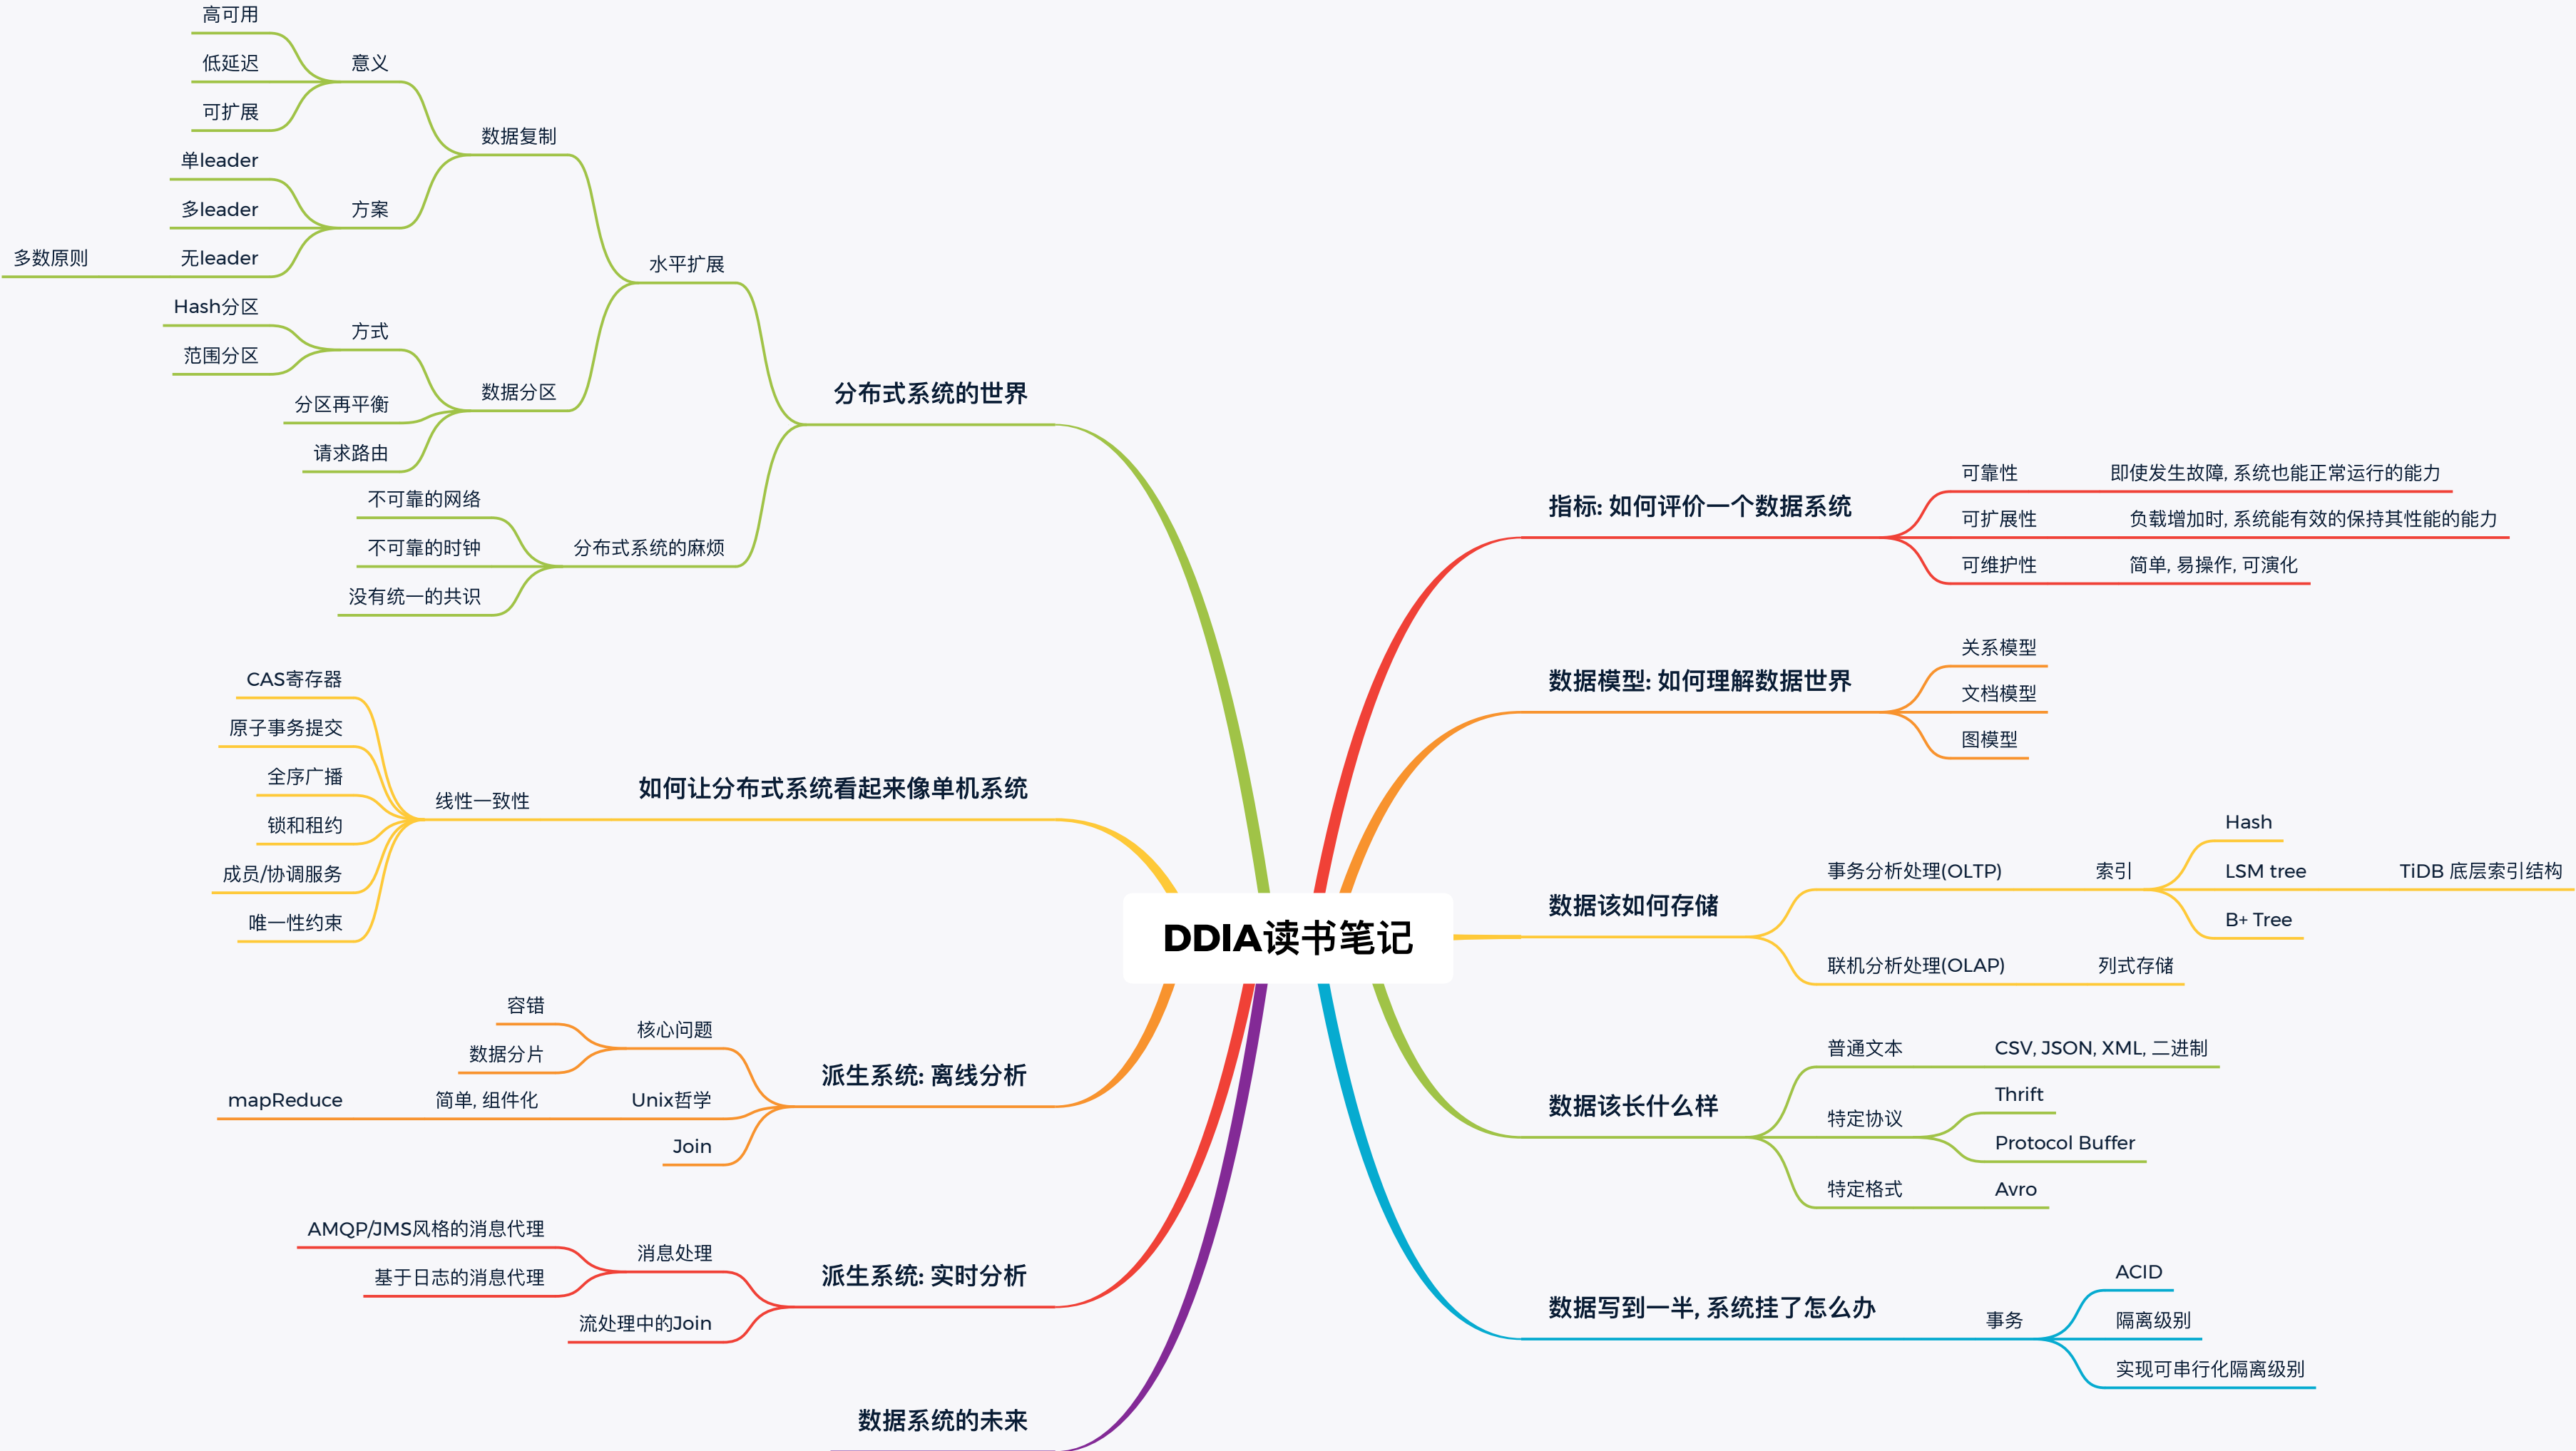 DDIA读书笔记
指标: 如何评价一个数据系统
可靠性
即使发生故障, 系统也能正常运行的能力
可扩展性
负载增加时, 系统能有效的保持其性能的能力
可维护性
简单, 易操作, 可演化
数据模型: 如何理解数据世界
关系模型
文档模型
图模型
数据该如何存储
事务分析处理(OLTP)
索引
Hash
LSM tree
TiDB 底层索引结构
B+ Tree
联机分析处理(OLAP)
列式存储
数据该长什么样
普通文本
CSV, JSON, XML, 二进制
特定协议
Thrift
Protocol Buffer
特定格式
Avro
数据写到一半, 系统挂了怎么办
事务
ACID
隔离级别
实现可串行化隔离级别
分布式系统的世界
水平扩展
数据复制
意义
高可用
低延迟
可扩展
方案
单leader
多leader
无leader
多数原则
数据分区
方式
Hash分区
范围分区
分区再平衡
请求路由
分布式系统的麻烦
不可靠的网络
不可靠的时钟
没有统一的共识
如何让分布式系统看起来像单机系统
线性一致性
CAS寄存器
原子事务提交
全序广播
锁和租约
成员/协调服务
唯一性约束
派生系统: 离线分析
核心问题
容错
数据分片
Unix哲学
简单, 组件化
mapReduce
Join
派生系统: 实时分析
消息处理
AMQP/JMS风格的消息代理
基于日志的消息代理
流处理中的Join
数据系统的未来